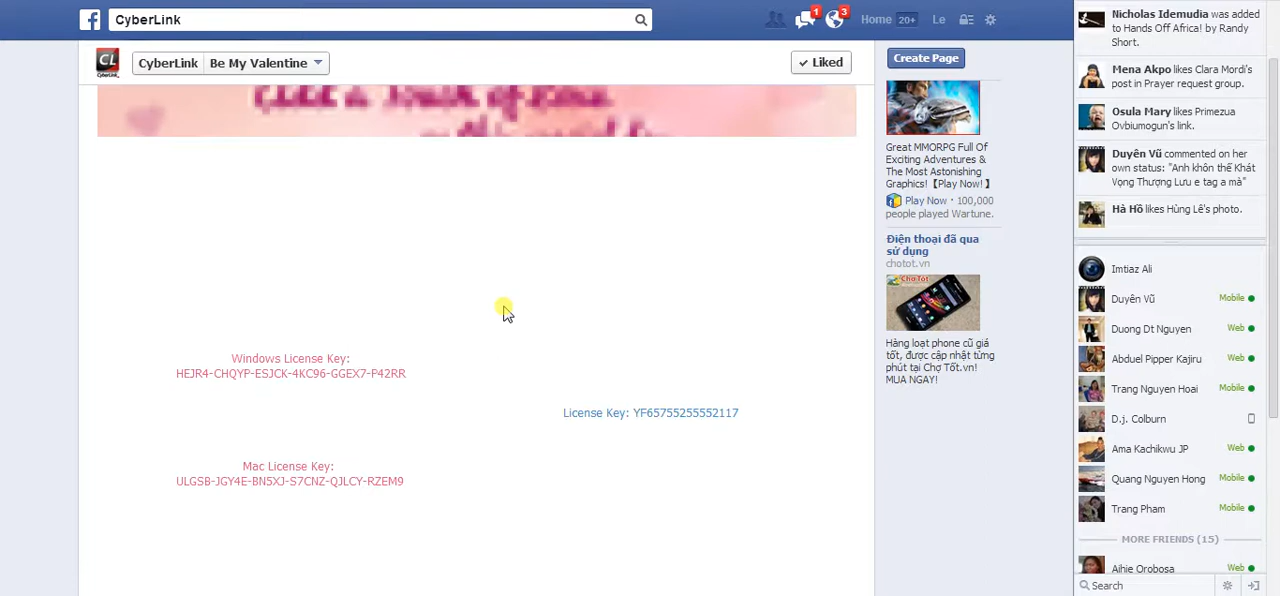 CyberLink
1
3
Home 20+
Le
CL
CyberLink
CyberLink
Be My Valentine
Liked
Create Page
Windows License Key:
HEJR4-CHQYP-ESJCK-4KC96-GGEX7-P42RR
License Key: YF65755255552117
Mac License Key:
ULGSB-JGY4E-BN5XJ-S7CNZ-QJLCY-RZEM9
Great MMORPG Full Of
Exciting Adventures &
The Most Astonishing
Graphics!【Play Now! 】
Play Now · 100,000
people played Wartune.
Điện thoại đã qua
sử dụng
chotot.vn
Chợ Tốt
Hàng loạt phone cũ giá
tốt, được cập nhật từng
phút tại Chợ Tốt.vn!
MUA NGAY!
Nicholas Idemudia was added
to Hands Off Africa! by Randy
Short.
Mena Akpo likes Clara Mordi's
post in Prayer request group.
Osula Mary likes Primezua
Ovbiumogun's link.
Duyên Vũ commented on her
own status: "Anh khôn thế Khát
Vọng Thượng Lưu e tag a mà"
Hà Hồ likes Hùng Lê's photo.
Imtiaz Ali
Duyên Vũ Mobile
Duong Dt Nguyen Web
Abduel Pipper Kajiru Web
Trang Nguyen Hoai Mobile
D.j. Colburn
Ama Kachikwu JP Web
Quang Nguyen Hong Mobile
Trang Pham Mobile
MORE FRIENDS (15)
Aihie Orobosa Web
Search